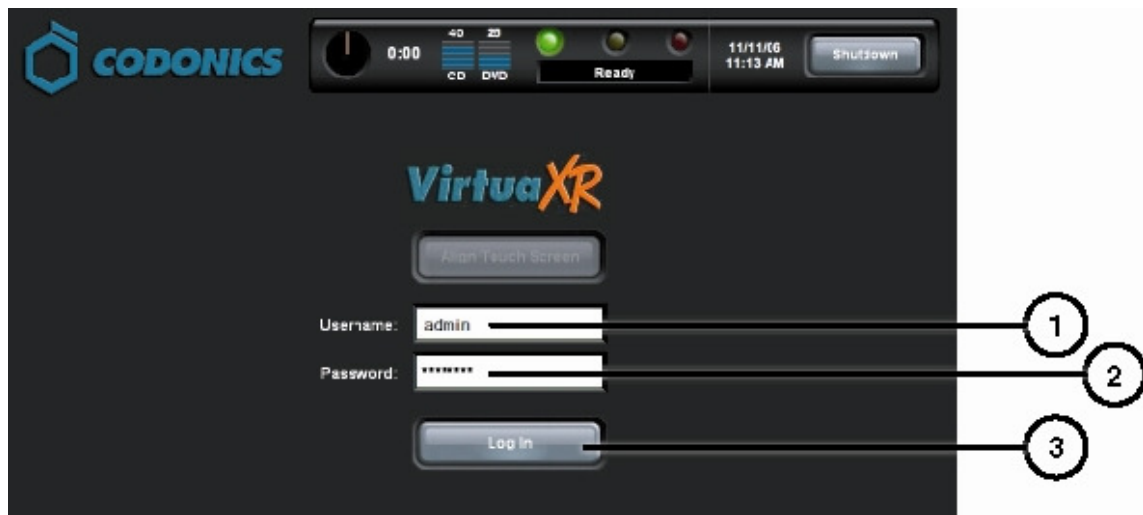 CODONICS
0:00
40 25
CD DVD
Ready
11/11/06
11:13 AM
Shutdown
VirtuaXR
Align Touch Screen
Username: admin
1
Password: ********
2
Log In
3